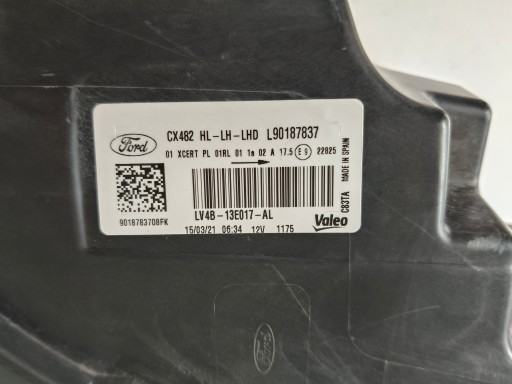 Ford
CX482 HL-LH-LHD L90187837
01 XCERT PL 01RL 01 1a 02 A 17.5 E9 22825
9018783708FK
LV4B-13E017-AL
15/03/21 06:34 12V 1175
Valeo
C83TA MADE IN SPAIN
Ford